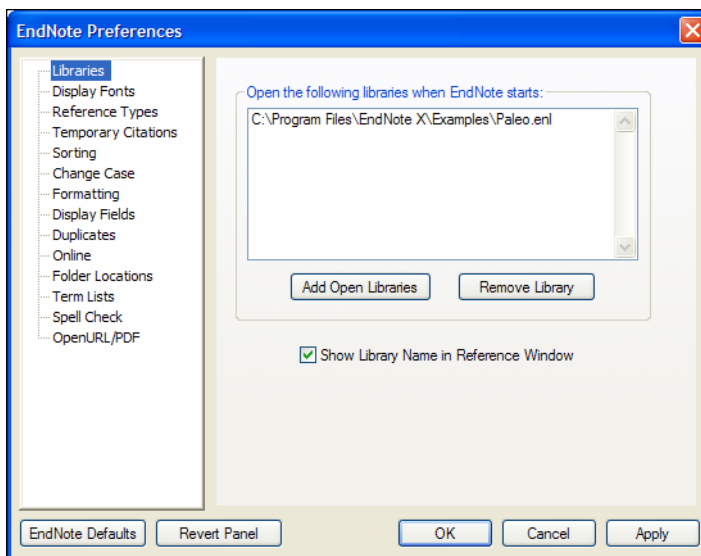 EndNote Preferences
Libraries
Display Fonts
Reference Types
Temporary Citations
Sorting
Change Case
Formatting
Display Fields
Duplicates
Online
Folder Locations
Term Lists
Spell Check
OpenURL/PDF
Open the following libraries when EndNote starts:
C:\Program Files\EndNote X\Examples\Paleo.enl
Add Open Libraries
Remove Library
Show Library Name in Reference Window
EndNote Defaults
Revert Panel
OK
Cancel
Apply